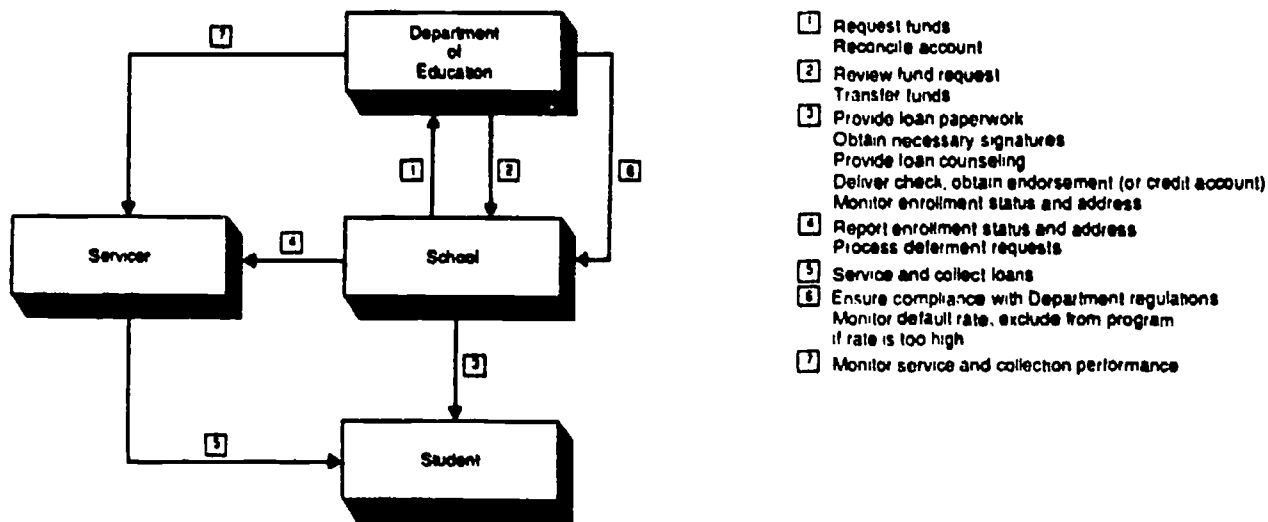 7
Department
of
Education
1
2
6
Servicer
4
School
3
5
Student
1 Request funds
Reconcile account
2 Review fund request
Transfer funds
3 Provide loan paperwork
Obtain necessary signatures
Provide loan counseling
Deliver check, obtain endorsement (or credit account)
Monitor enrollment status and address
4 Report enrollment status and address
Process deferment requests
5 Service and collect loans
6 Ensure compliance with Department regulations
Monitor default rate, exclude from program
if rate is too high
7 Monitor service and collection performance